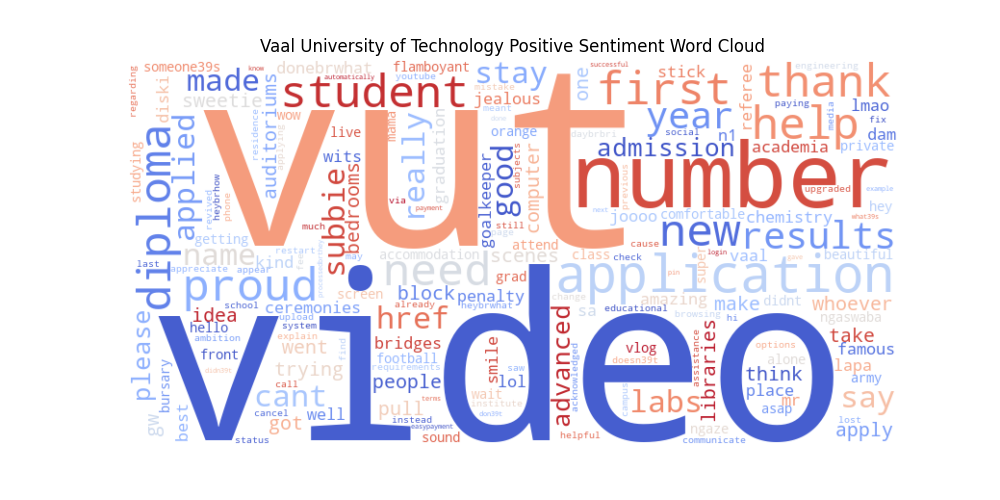 Vaal University of Technology Positive Sentiment Word Cloud
regarding someone39s know donebrwhat flamboyant stay successful first thank engineering
made automatically youtube
diski sweetie auditoriums student mistake jealous one stick referee paying lmao
wow mama meant year help media fix
studying diploma applied residence applying live really graduation orange done computer daybrbri social n1 dam
wits good subjects admission academia private
vut number
revived heybrhow phone subbie bedrooms via goalkeeper previous upgraded example
much payment still page next joooo comfortable chemistry hey what39s
getting restart attend cause new results
name kind fee may accommodation scenes class check vaal beautiful
last appreciate appear processedhey need grad super login pan gave application
proud screen block penalty change sa amazing browsing make didnt whoever
school ceremonies already heybrwhat educational hi ngaswaba
idea upload href
hello ambition system explain bridges advanced vlog options take
please front went find football requirements smile saw acknowledged doesn39t assistance libraries alone famous
trying people lol think lapa
bursary didn39t call terms wait campus place army
gw cant pull institute labs mr say
best cancel got well instead don39t asap lost
easypayment ngaze apply
status sound helpful communicate
video